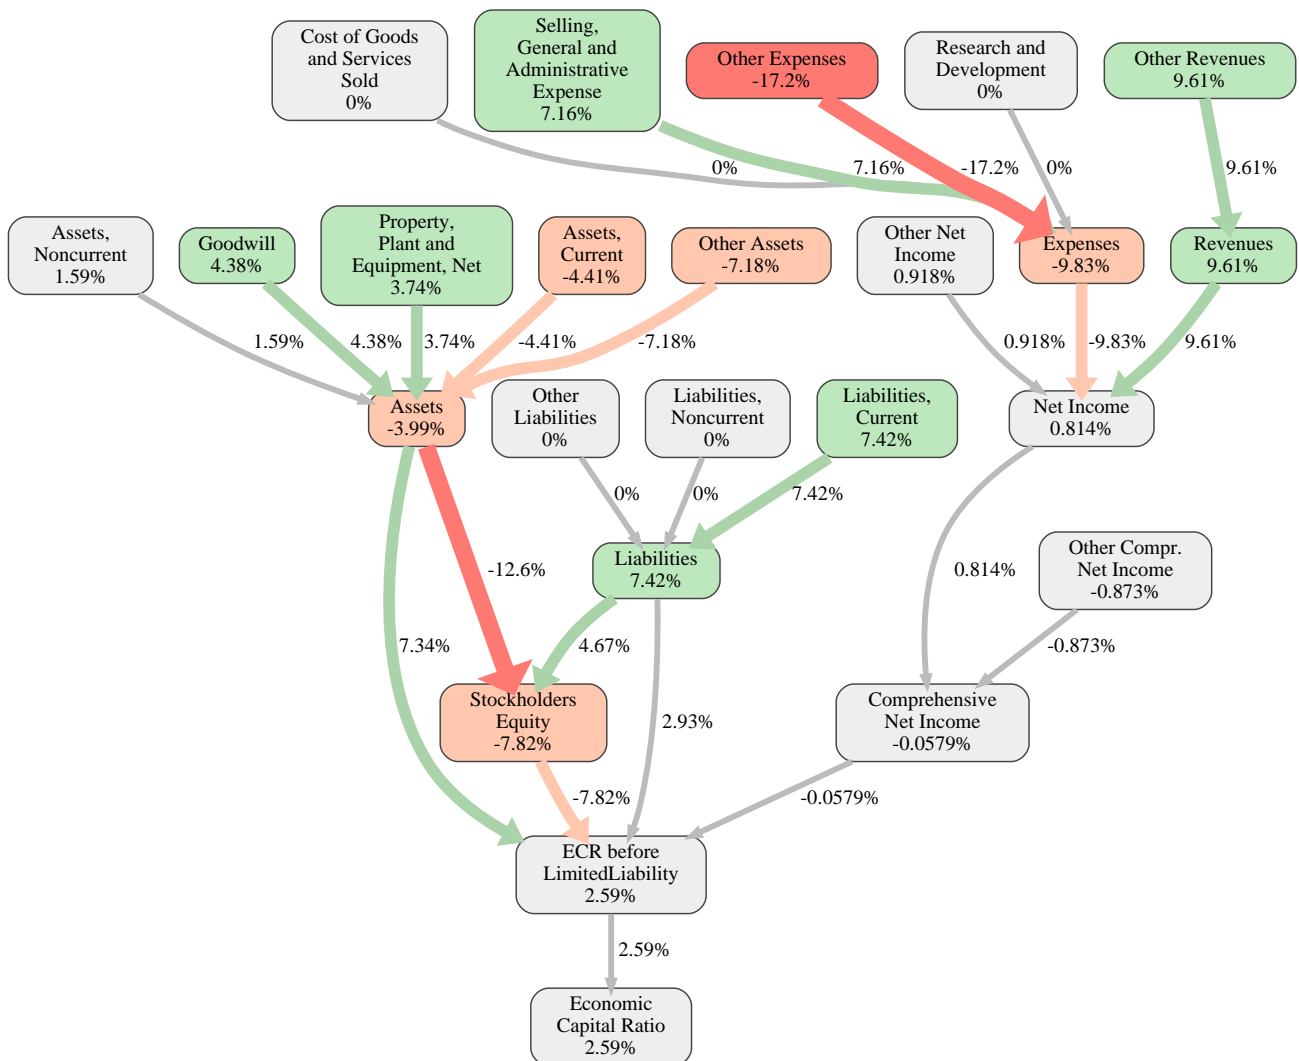 Cost of Goods
and Services
Sold
0%
Selling,
General and
Administrative
Expense
7.16%
Other Expenses
-17.2%
Research and
Development
0%
Other Revenues
9.61%
0%
7.16%
-17.2%
0%
9.61%
Assets,
Noncurrent
1.59%
Goodwill
4.38%
Property,
Plant and
Equipment, Net
3.74%
Assets,
Current
-4.41%
Other Assets
-7.18%
Other Net
Income
0.918%
Expenses
-9.83%
Revenues
9.61%
1.59%
4.38%
3.74%
-4.41%
-7.18%
0.918%
-9.83%
9.61%
Assets
-3.99%
Other
Liabilities
0%
Liabilities,
Noncurrent
0%
Liabilities,
Current
7.42%
Net Income
0.814%
0%
0%
7.42%
Liabilities
7.42%
Other Compr.
Net Income
-0.873%
-12.6%
0.814%
7.34%
4.67%
-0.873%
Stockholders
Equity
-7.82%
2.93%
Comprehensive
Net Income
-0.0579%
-7.82%
-0.0579%
ECR before
LimitedLiability
2.59%
2.59%
Economic
Capital Ratio
2.59%